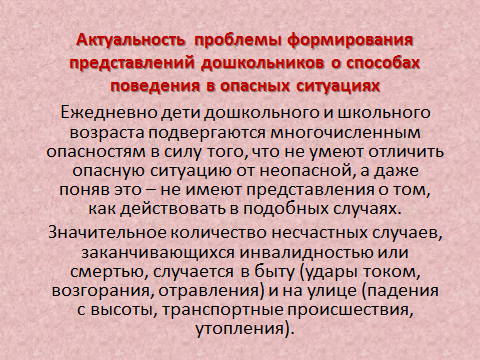 Актуальность проблемы формирования
представлений дошкольников о способах
поведения в опасных ситуациях
Ежедневно дети дошкольного и школьного
возраста подвергаются многочисленным
опасностям в силу того, что не умеют отличить
опасную ситуацию от неопасной, а даже
поняв это – не имеют представления о том,
как действовать в подобных случаях.
Значительное количество несчастных случаев,
заканчивающихся инвалидностью или
смертью, случается в быту (удары током,
возгорания, отравления) и на улице (падения
с высоты, транспортные происшествия,
утопления).